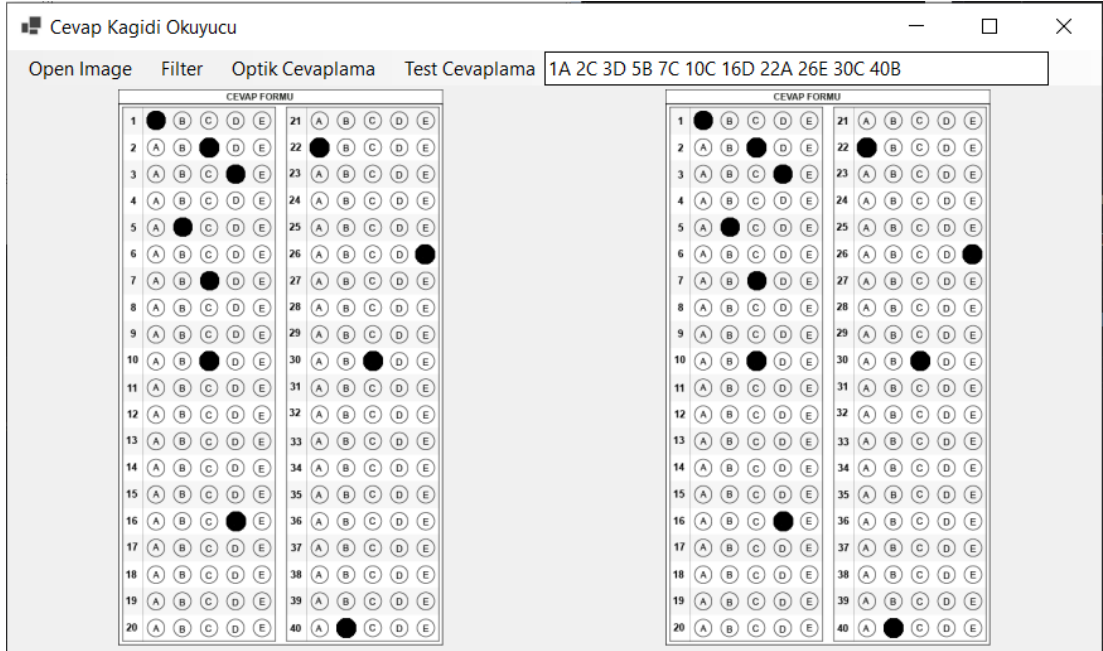 Cevap Kagidi Okuyucu
Open Image Filter Optik Cevaplama Test Cevaplama 1A 2C 3D 5B 7C 10C 16D 22A 26E 30C 40B
CEVAP FORMU
1 B C D E 21 A B C D E
2 A B D E 22 B C D E
3 A B C E 23 A B C D E
4 A B C D E 24 A B C D E
5 A C D E 25 A B C D E
6 A B C D E 26 A B C D
7 A B D E 27 A B C D E
8 A B C D E 28 A B C D E
9 A B C D E 29 A B C D E
10 A B D E 30 A B D E
11 A B C D E 31 A B C D E
12 A B C D E 32 A B C D E
13 A B C D E 33 A B C D E
14 A B C D E 34 A B C D E
15 A B C D E 35 A B C D E
16 A B C E 36 A B C D E
17 A B C D E 37 A B C D E
18 A B C D E 38 A B C D E
19 A B C D E 39 A B C D E
20 A B C D E 40 A C D E
CEVAP FORMU
1 B C D E 21 A B C D E
2 A B D E 22 B C D E
3 A B C E 23 A B C D E
4 A B C D E 24 A B C D E
5 A C D E 25 A B C D E
6 A B C D E 26 A B C D
7 A B D E 27 A B C D E
8 A B C D E 28 A B C D E
9 A B C D E 29 A B C D E
10 A B D E 30 A B D E
11 A B C D E 31 A B C D E
12 A B C D E 32 A B C D E
13 A B C D E 33 A B C D E
14 A B C D E 34 A B C D E
15 A B C D E 35 A B C D E
16 A B C E 36 A B C D E
17 A B C D E 37 A B C D E
18 A B C D E 38 A B C D E
19 A B C D E 39 A B C D E
20 A B C D E 40 A C D E